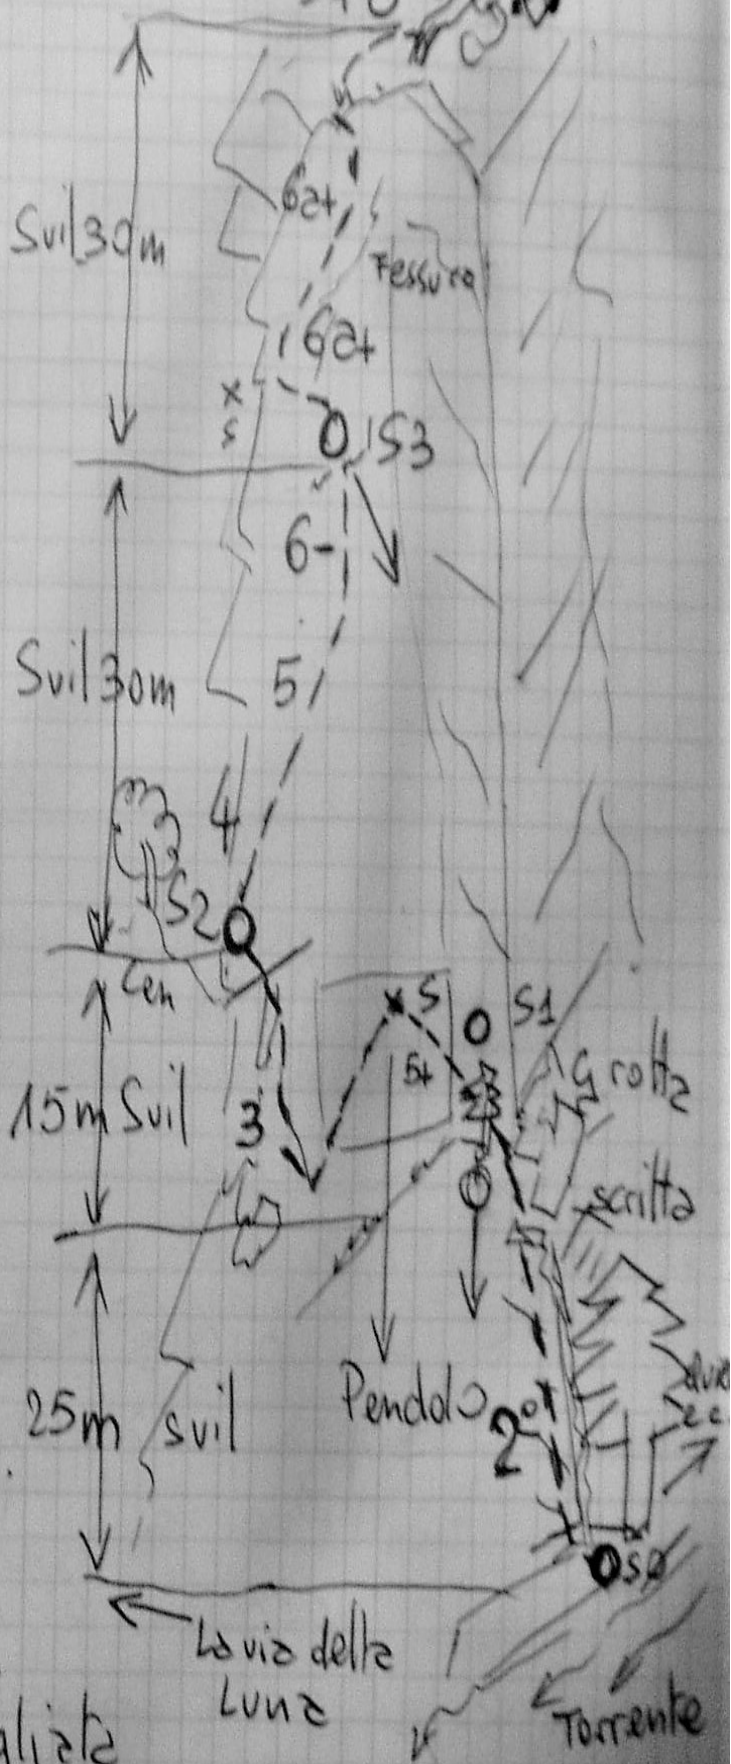 6a+
Svil 30m
Fessura
6a+
x
s
S3
6-
Svil 30m
5
4
S2
Cen
S
S1
15m Svil
5+
Grotta
3
scritta
25m svil
Pendolo
2°
S0
La via della
Luna
Torrente